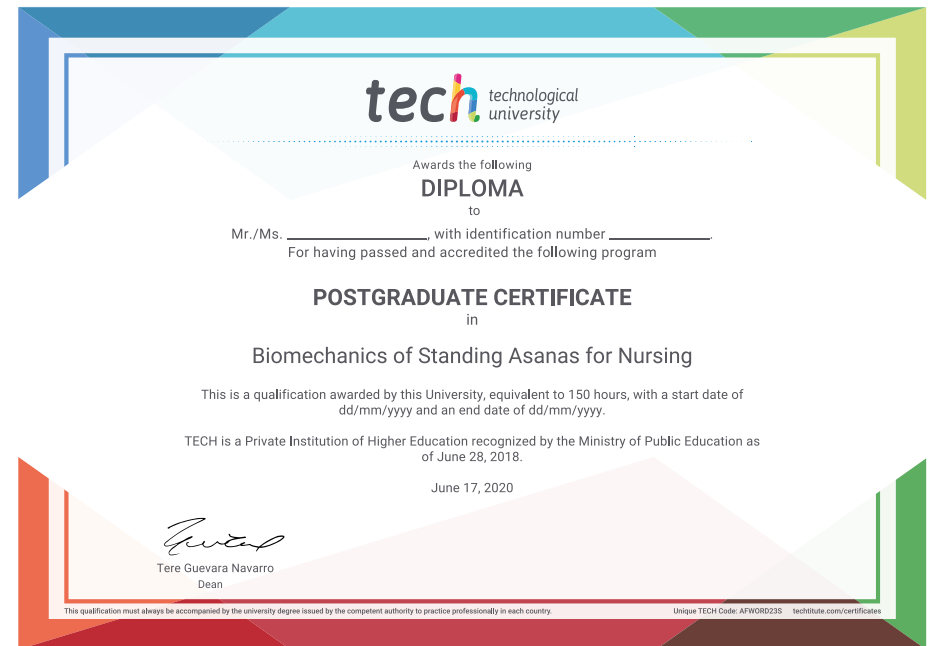 tech technological
university
Awards the following
DIPLOMA
to
Mr./Ms. ____________________, with identification number ______________.
For having passed and accredited the following program
POSTGRADUATE CERTIFICATE
in
Biomechanics of Standing Asanas for Nursing
This is a qualification awarded by this University, equivalent to 150 hours, with a start date of
dd/mm/yyyy and an end date of dd/mm/yyyy.
TECH is a Private Institution of Higher Education recognized by the Ministry of Public Education as
of June 28, 2018.
June 17, 2020
Tere Guevara Navarro
Dean
This qualification must always be accompanied by the university degree issued by the competent authority to practice professionally in each country.
Unique TECH Code: AFWORD23S techtitute.com/certificates